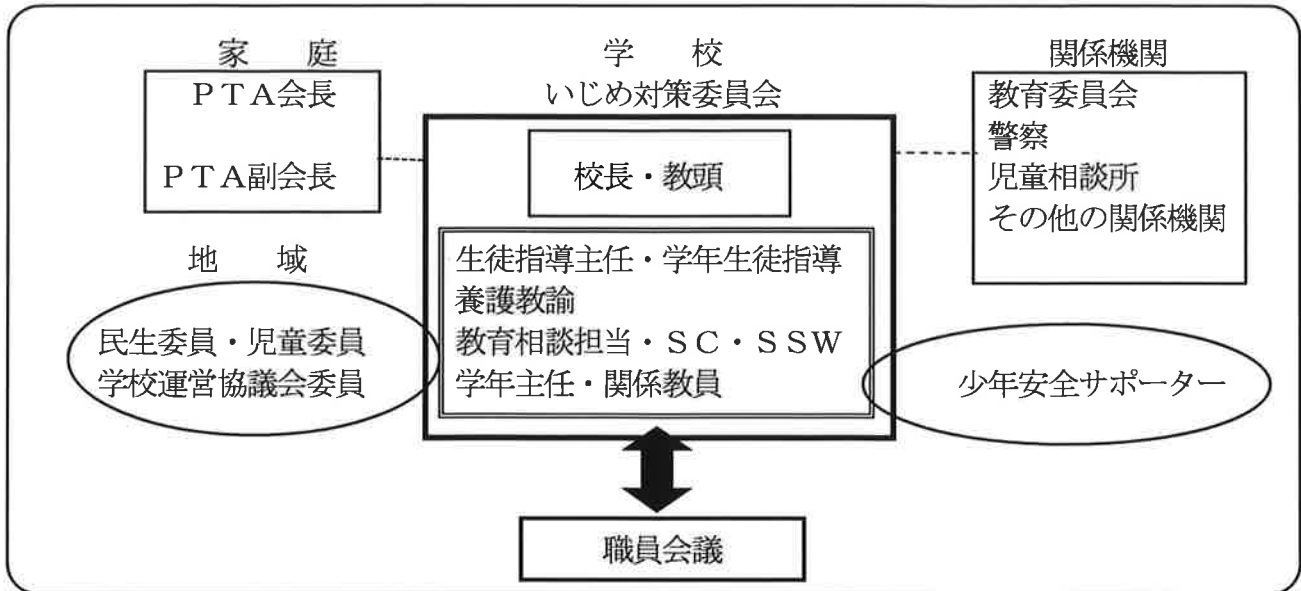 家　　庭
ＰＴＡ会長
ＰＴＡ副会長
学　　校
いじめ対策委員会
校長・教頭
生徒指導主任・学年生徒指導
養護教諭
教育相談担当・ＳＣ・ＳＳＷ
学年主任・関係教員
関係機関
教育委員会
警察
児童相談所
その他の関係機関
地　　域
民生委員・児童委員
学校運営協議会委員
少年安全サポーター
職員会議